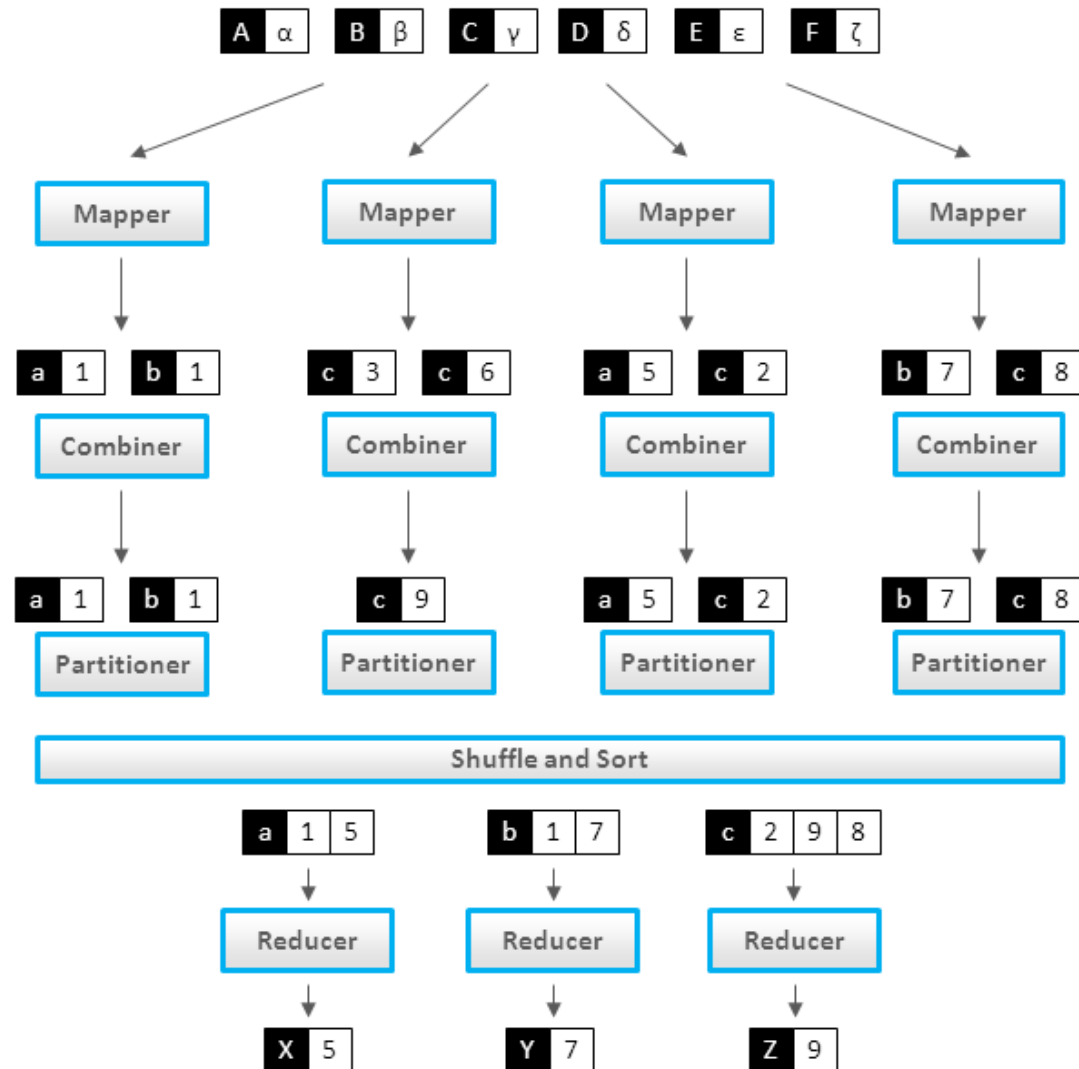 A α B β C γ D δ E ε F ζ
Mapper Mapper Mapper Mapper
a 1 b 1 c 3 c 6 a 5 c 2 b 7 c 8
Combiner Combiner Combiner Combiner
a 1 b 1 c 9 a 5 c 2 b 7 c 8
Partitioner Partitioner Partitioner Partitioner
Shuffle and Sort
a 1 5 b 1 7 c 2 9 8
Reducer Reducer Reducer
X 5 Y 7 Z 9